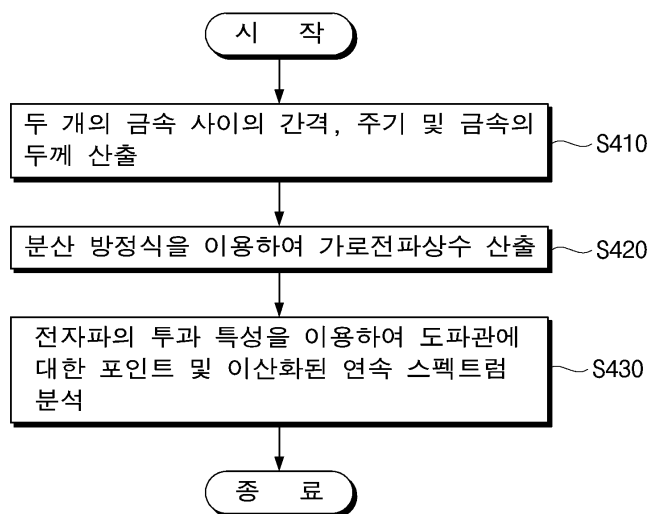 시 작
두 개의 금속 사이의 간격, 주기 및 금속의
두께 산출
S410
분산 방정식을 이용하여 가로전파상수 산출
S420
전자파의 투과 특성을 이용하여 도파관에
대한 포인트 및 이산화된 연속 스펙트럼
분석
S430
종 료